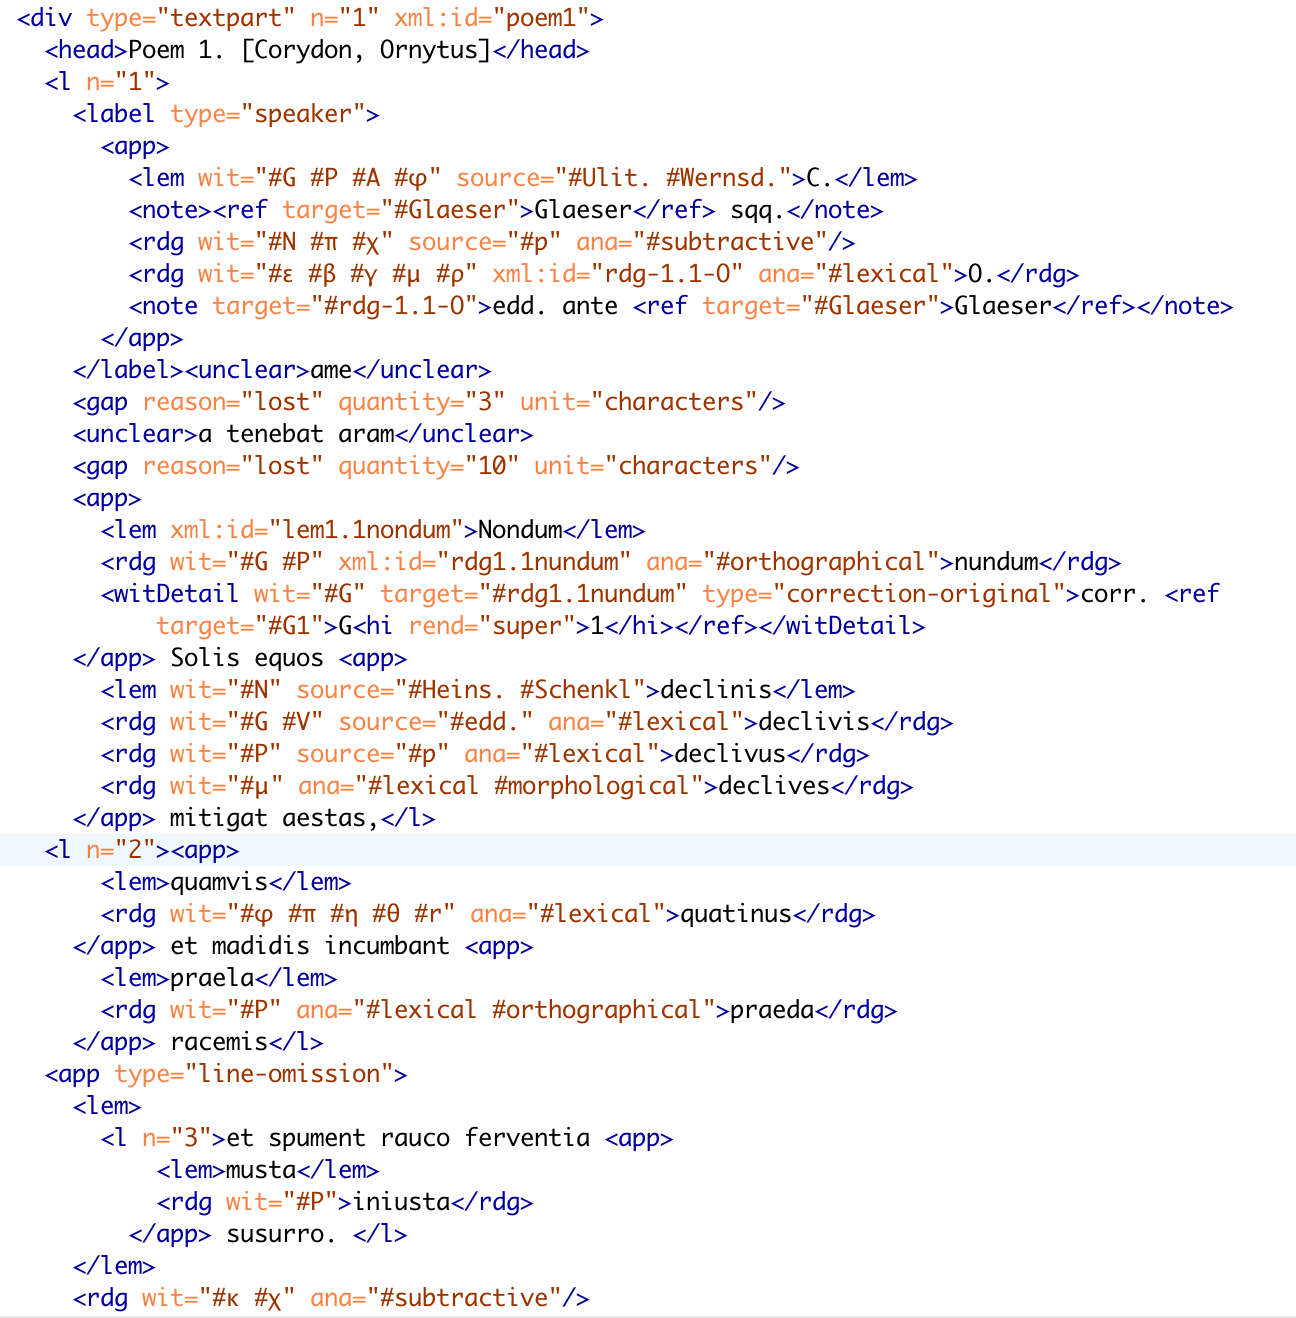 <div type="textpart" n="1" xml:id="poem1">
<head>Poem 1. [Corydon, Ornytus]</head>
<l n="1">
<label type="speaker">
<app>
<lem wit="#G #P #A #φ" source="#Ulit. #Wernsd.">C.</lem>
<note><ref target="#Glaeser">Glaeser</ref> sqq.</note>
<rdg wit="#N #π #χ" source="#p" ana="#subtractive"/>
<rdg wit="#ε #β #γ #μ #ρ" xml:id="rdg-1.1-O" ana="#lexical">O.</rdg>
<note target="#rdg-1.1-O">edd. ante <ref target="#Glaeser">Glaeser</ref></note>
</app>
</label><unclear>ame</unclear>
<gap reason="lost" quantity="3" unit="characters"/>
<unclear>a tenebat aram</unclear>
<gap reason="lost" quantity="10" unit="characters"/>
<app>
<lem xml:id="lem1.1nondum">Nondum</lem>
<rdg wit="#G #P" xml:id="rdg1.1nundum" ana="#orthographical">nundum</rdg>
<witDetail wit="#G" target="#rdg1.1nundum" type="correction-original">corr. <ref
target="#G1">G<hi rend="super">1</hi></ref></witDetail>
</app> Solis equos <app>
<lem wit="#N" source="#Heins. #Schenkl">declinis</lem>
<rdg wit="#G #V" source="#edd." ana="#lexical">declivis</rdg>
<rdg wit="#P" source="#p" ana="#lexical">declivus</rdg>
<rdg wit="#μ" ana="#lexical #morphological">declives</rdg>
</app> mitigat aestas,</l>
<l n="2"><app>
<lem>quamvis</lem>
<rdg wit="#φ #π #η #θ #r" ana="#lexical">quatinus</rdg>
</app> et madidis incumbant <app>
<lem>praela</lem>
<rdg wit="#P" ana="#lexical #orthographical">praeda</rdg>
</app> racemis</l>
<app type="line-omission">
<lem>
<l n="3">et spument rauco ferventia <app>
<lem>musta</lem>
<rdg wit="#P">iniusta</rdg>
</app> susurro. </l>
</lem>
<rdg wit="#κ #χ" ana="#subtractive"/>